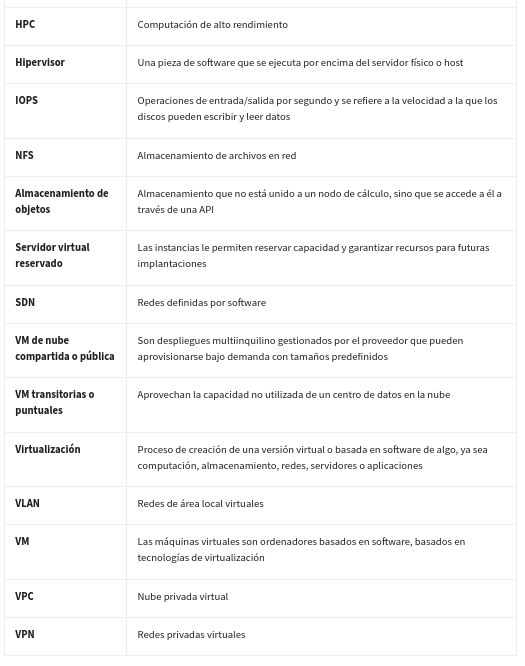 HPC
Computación de alto rendimiento
Hipervisor
Una pieza de software que se ejecuta por encima del servidor físico o host
IOPS
Operaciones de entrada/salida por segundo y se refiere a la velocidad a la que los
discos pueden escribir y leer datos
NFS
Almacenamiento de archivos en red
Almacenamiento de
objetos
Almacenamiento que no está unido a un nodo de cálculo, sino que se accede a él a
través de una API
Servidor virtual
reservado
Las instancias le permiten reservar capacidad y garantizar recursos para futuras
implantaciones
SDN
Redes definidas por software
VM de nube
compartida o pública
Son despliegues multiinquilino gestionados por el proveedor que pueden
aprovisionarse bajo demanda con tamaños predefinidos
VM transitorias o
puntuales
Aprovechan la capacidad no utilizada de un centro de datos en la nube
Virtualización
Proceso de creación de una versión virtual o basada en software de algo, ya sea
computación, almacenamiento, redes, servidores o aplicaciones
VLAN
Redes de área local virtuales
VM
Las máquinas virtuales son ordenadores basados en software, basados en
tecnologías de virtualización
VPC
Nube privada virtual
VPN
Redes privadas virtuales